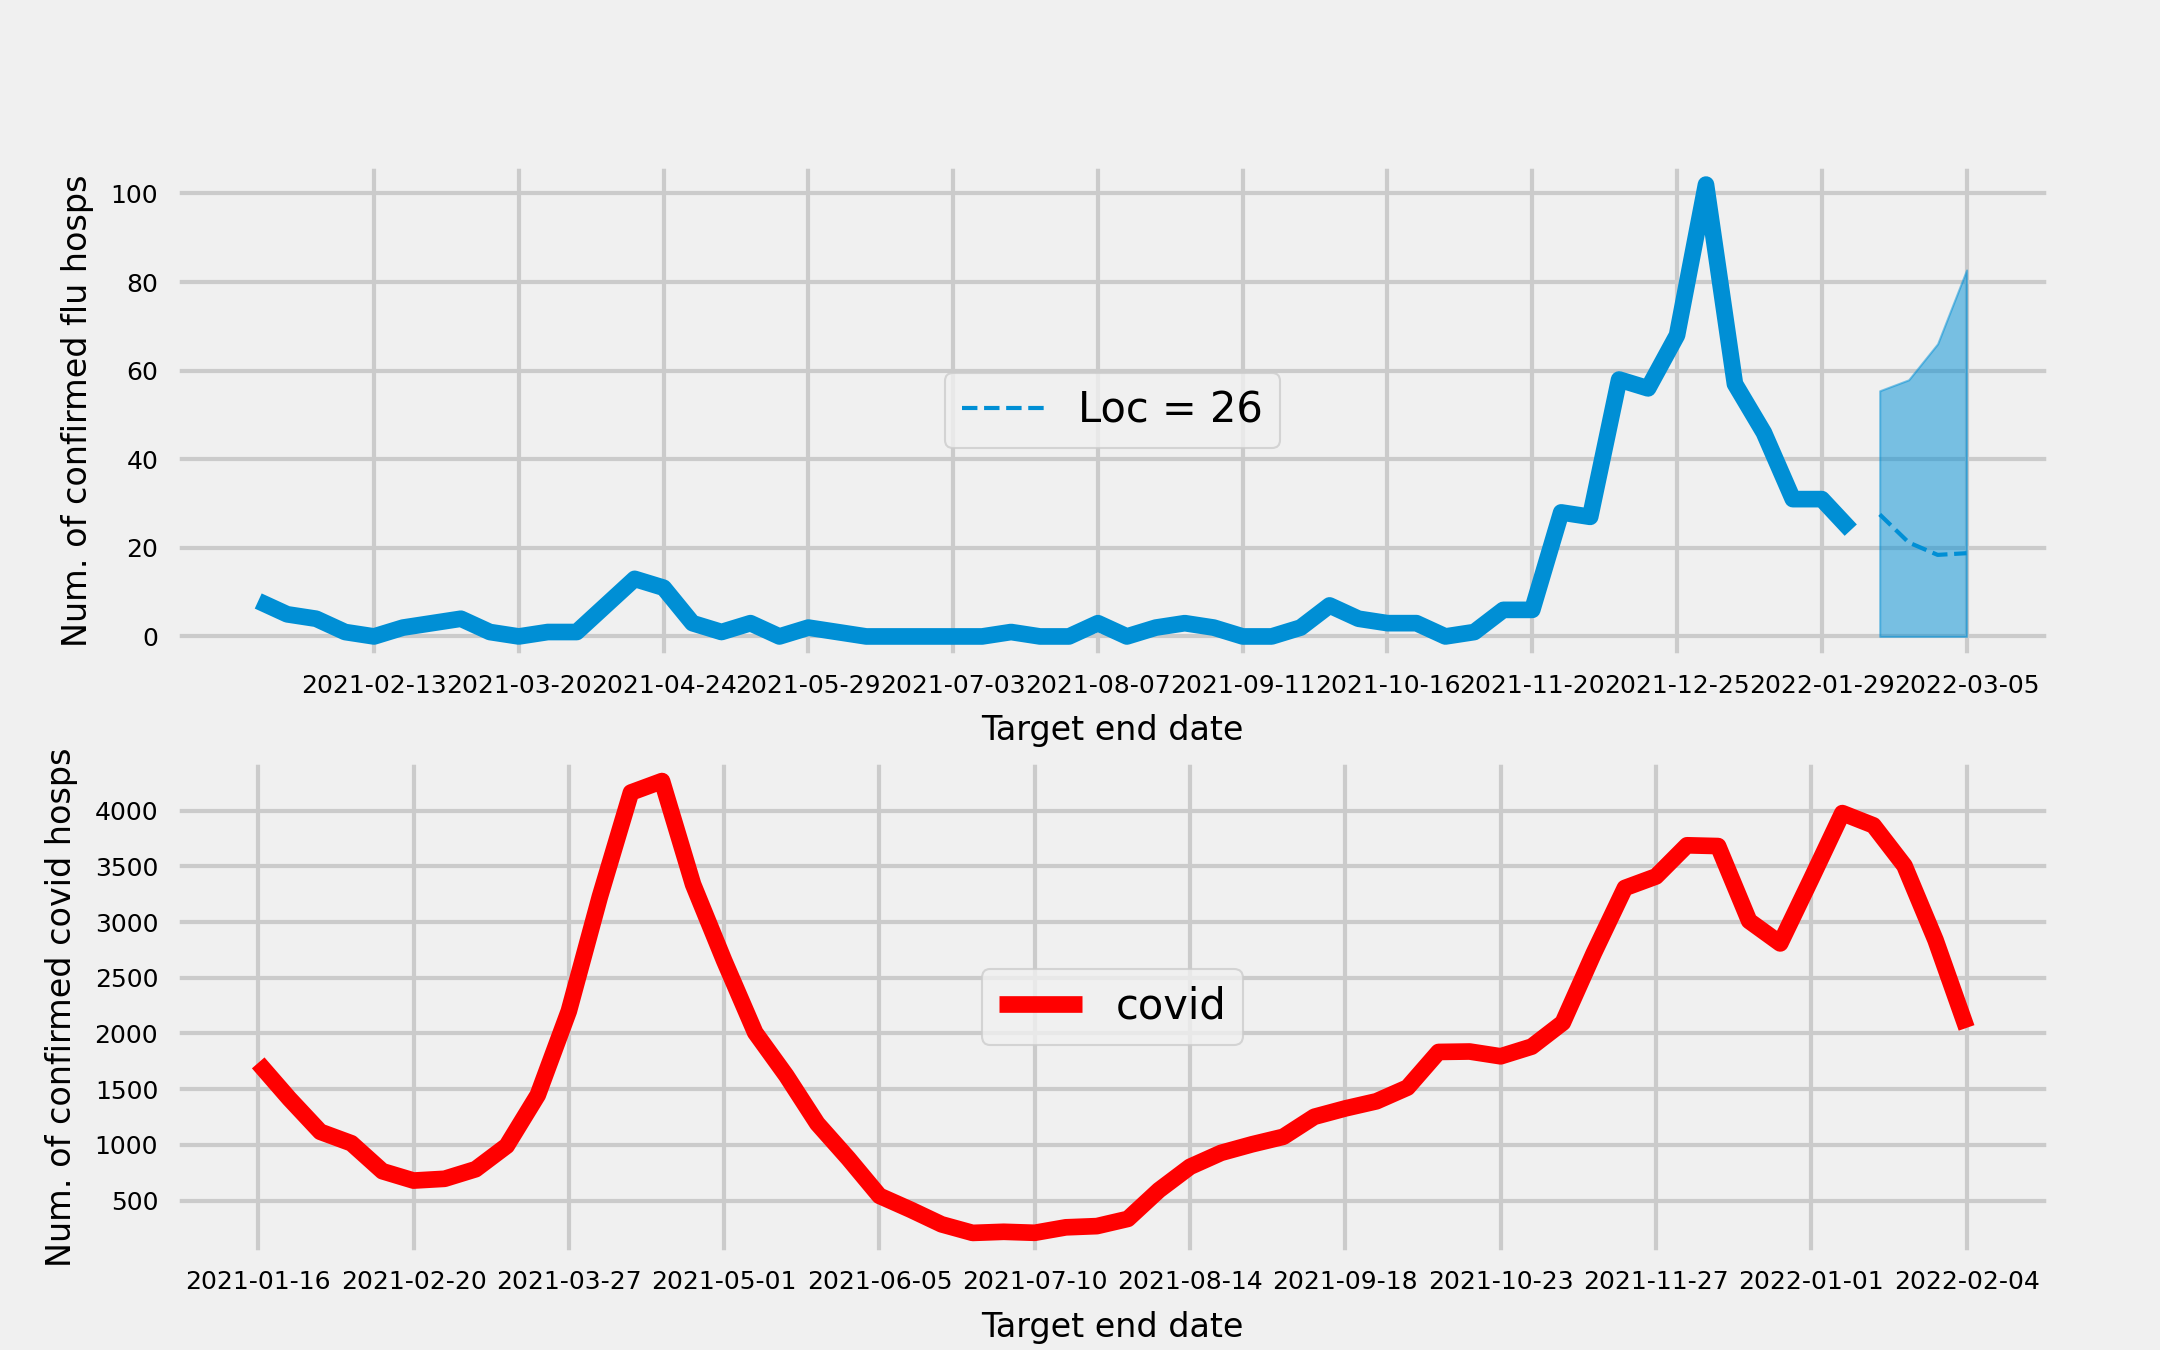 Num. of confirmed flu hosps
100
80
60
40
20
0
Loc = 26
2021-02-13 2021-03-20 2021-04-24 2021-05-29 2021-07-03 2021-08-07 2021-09-11 2021-10-16 2021-11-20 2021-12-25 2022-01-29 2022-03-05
Target end date
Num. of confirmed covid hosps
4000
3500
3000
2500
2000
1500
1000
500
covid
2021-01-16 2021-02-20 2021-03-27 2021-05-01 2021-06-05 2021-07-10 2021-08-14 2021-09-18 2021-10-23 2021-11-27 2022-01-01 2022-02-04
Target end date